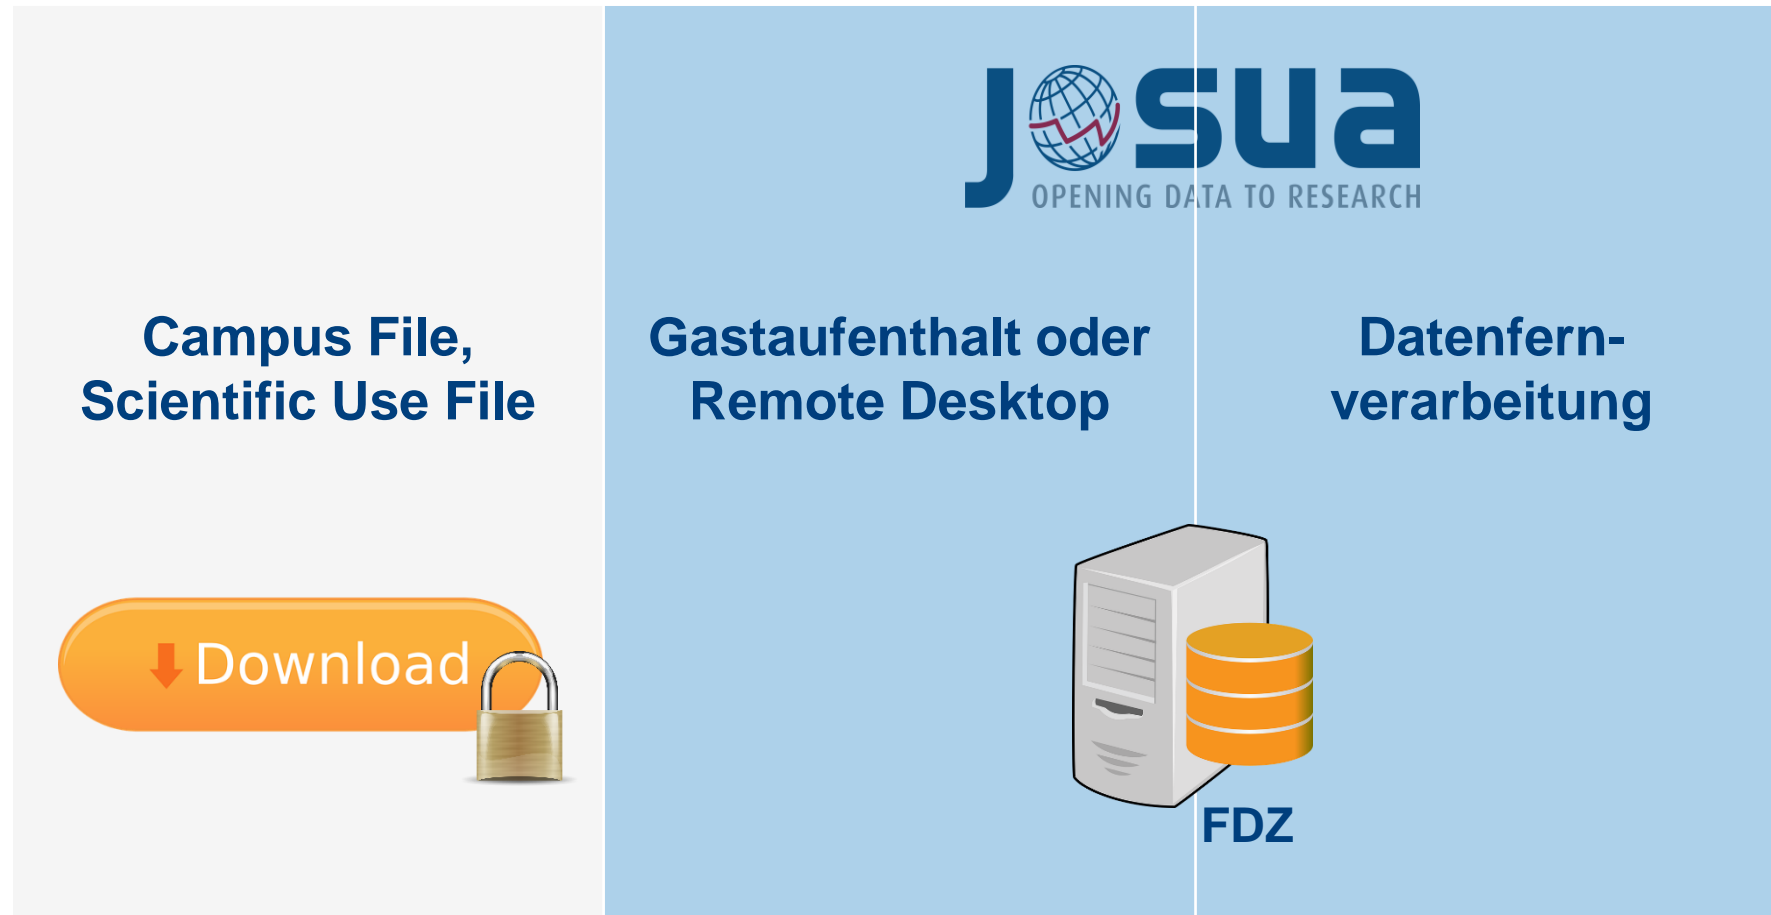 Josua
OPENING DATA TO RESEARCH
Campus File,
Scientific Use File
Gastaufenthalt oder
Remote Desktop
Datenfern-
verarbeitung
Download
FDZ